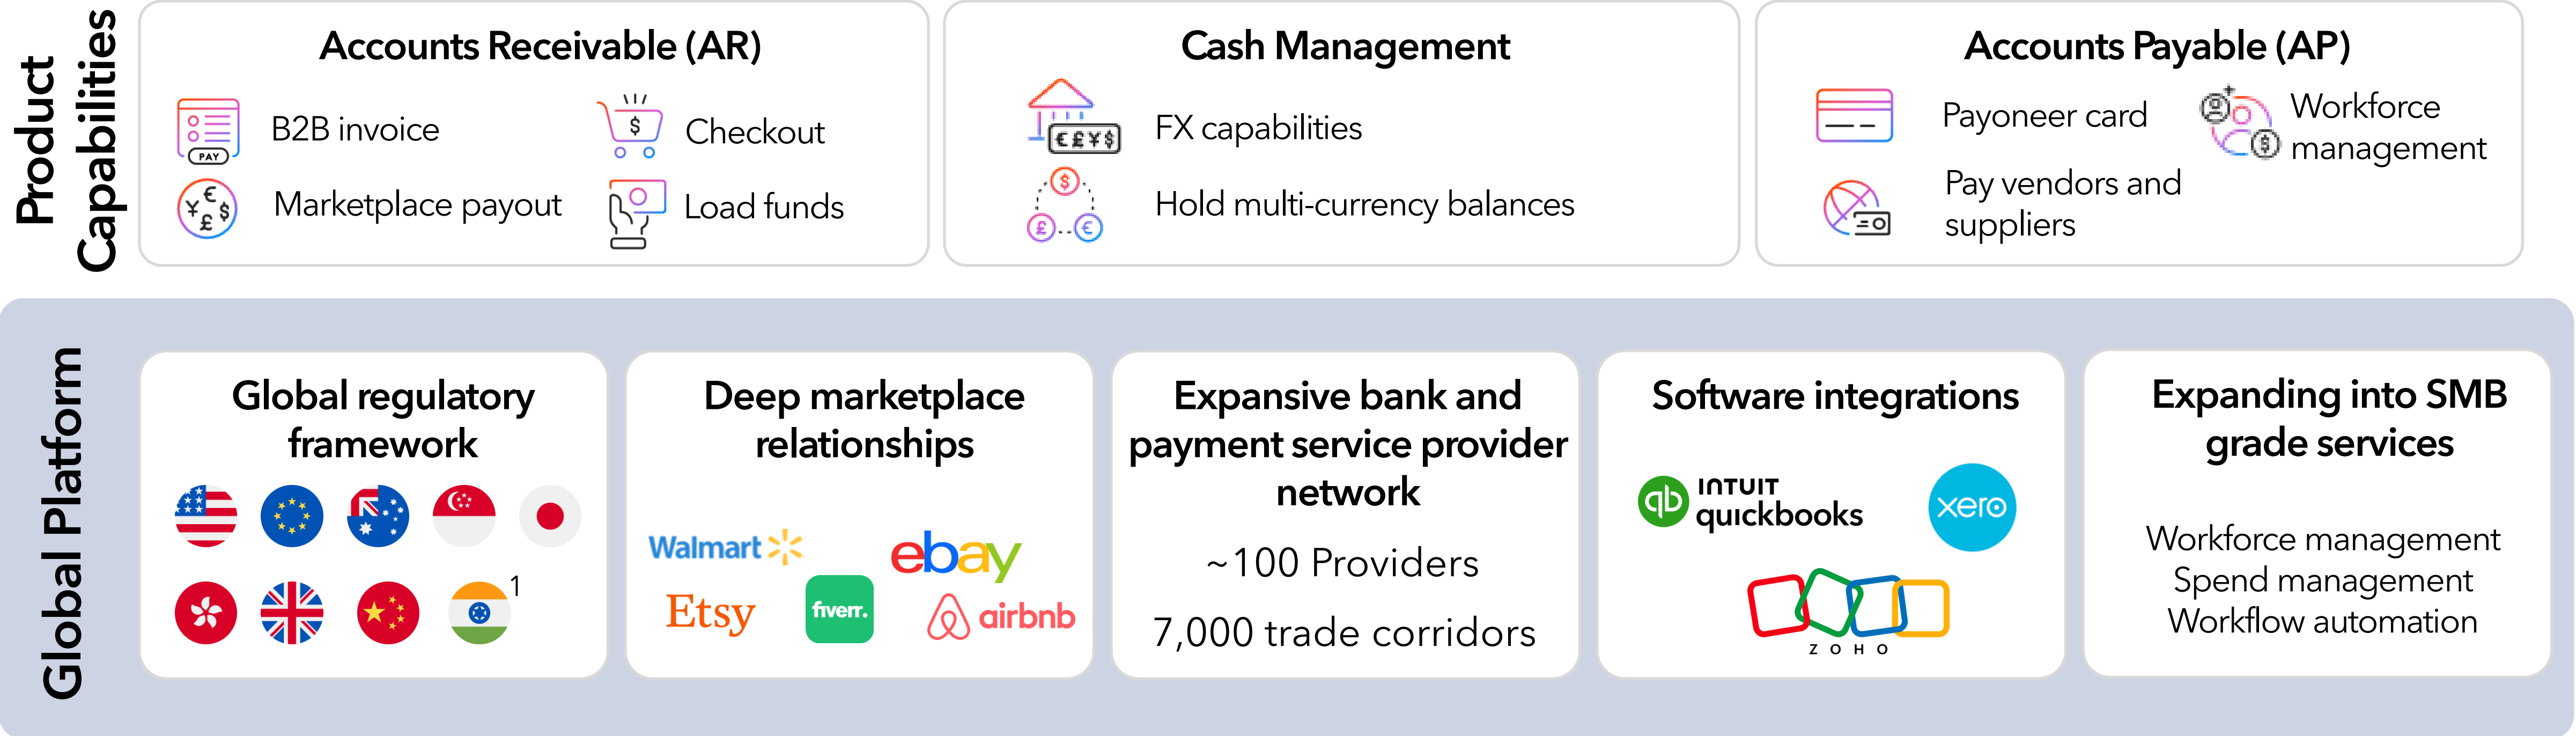 Product
Capabilities
Accounts Receivable (AR)
PAY
B2B invoice
$
Checkout
€
¥ $
£
Marketplace payout
Load funds
Cash Management
€£¥$
FX capabilities
$
£ €
Hold multi-currency balances
Accounts Payable (AP)
Payoneer card
$
Workforce
management
Pay vendors and
suppliers
Global Platform
Global regulatory
framework
1
Deep marketplace
relationships
Walmart
ebay
Etsy
fiverr.
airbnb
Expansive bank and
payment service provider
network
~100 Providers
7,000 trade corridors
Software integrations
qb
INTUIT
quickbooks
xero
ZOHO
Expanding into SMB
grade services
Workforce management
Spend management
Workflow automation